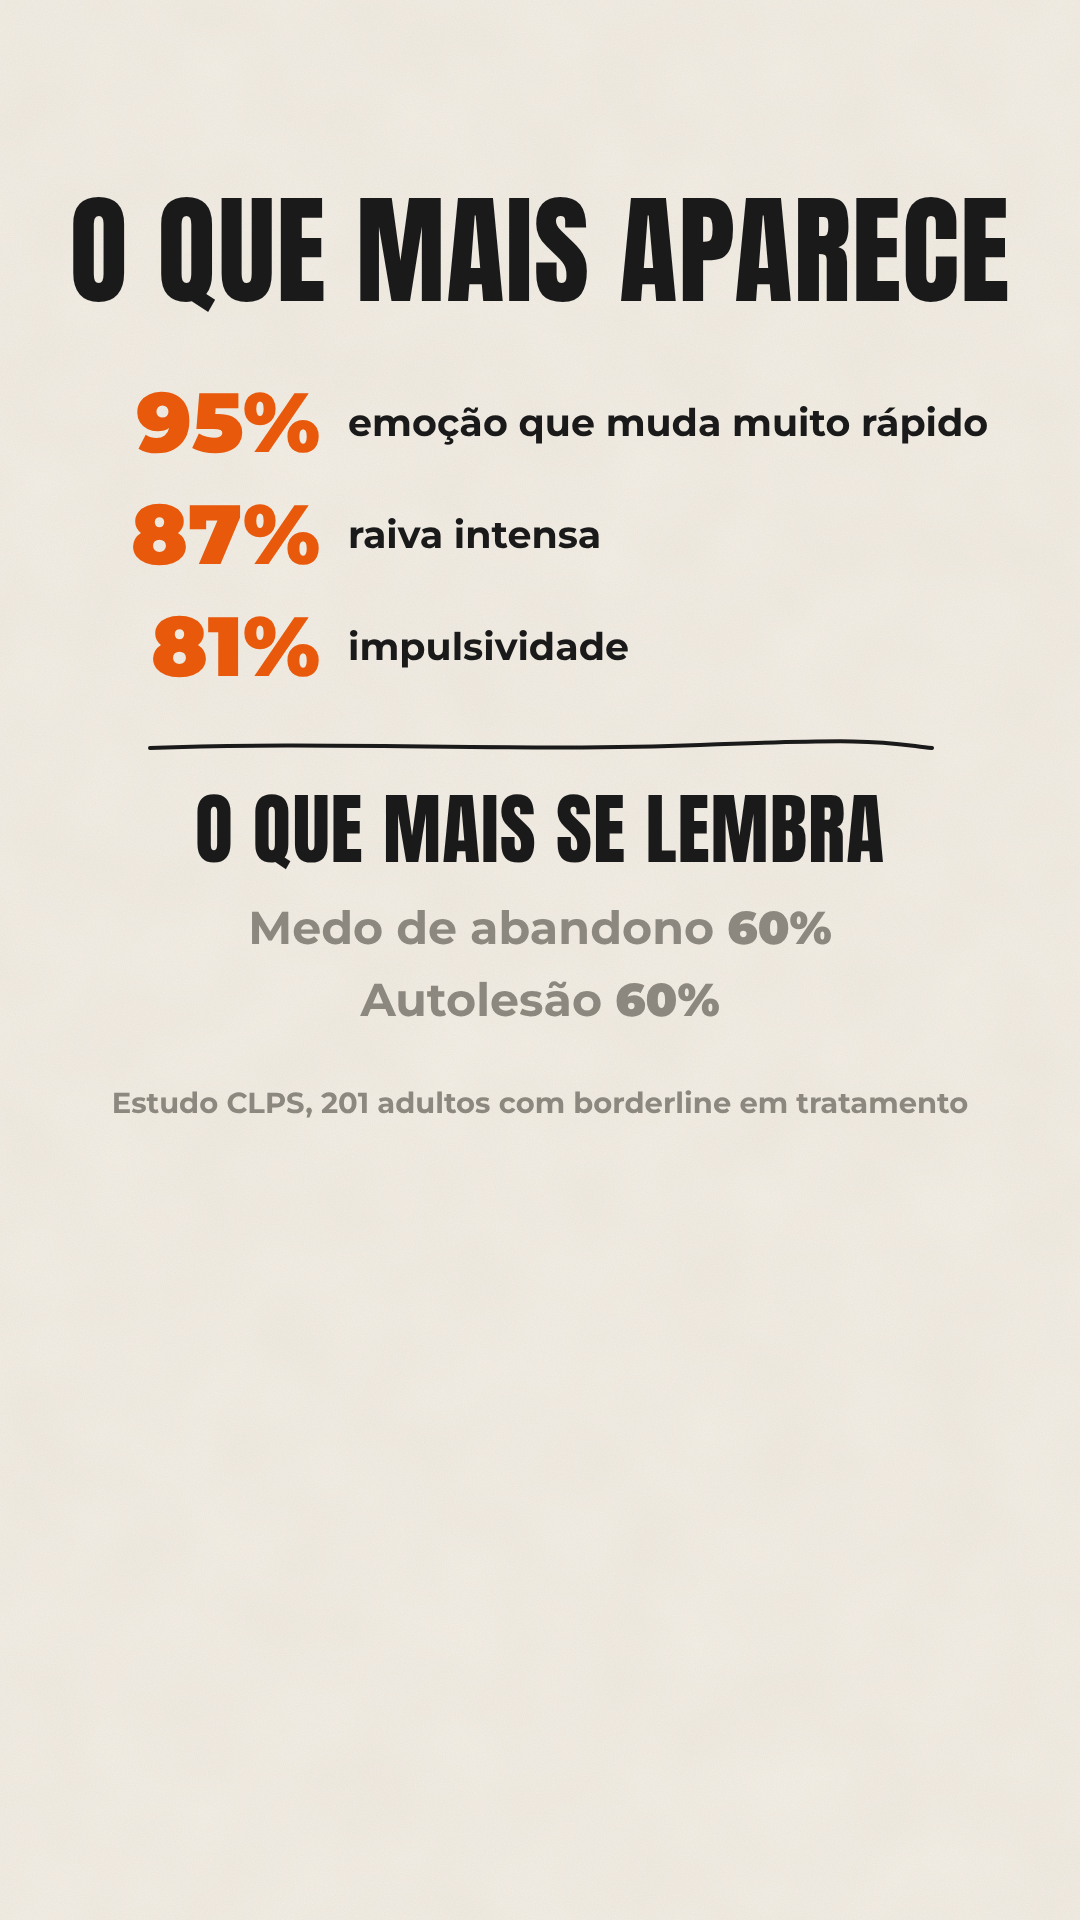 O QUE MAIS APARECE
95% emoção que muda muito rápido
87% raiva intensa
81% impulsividade
O QUE MAIS SE LEMBRA
Medo de abandono 60%
Autolesão 60%
Estudo CLPS, 201 adultos com borderline em tratamento